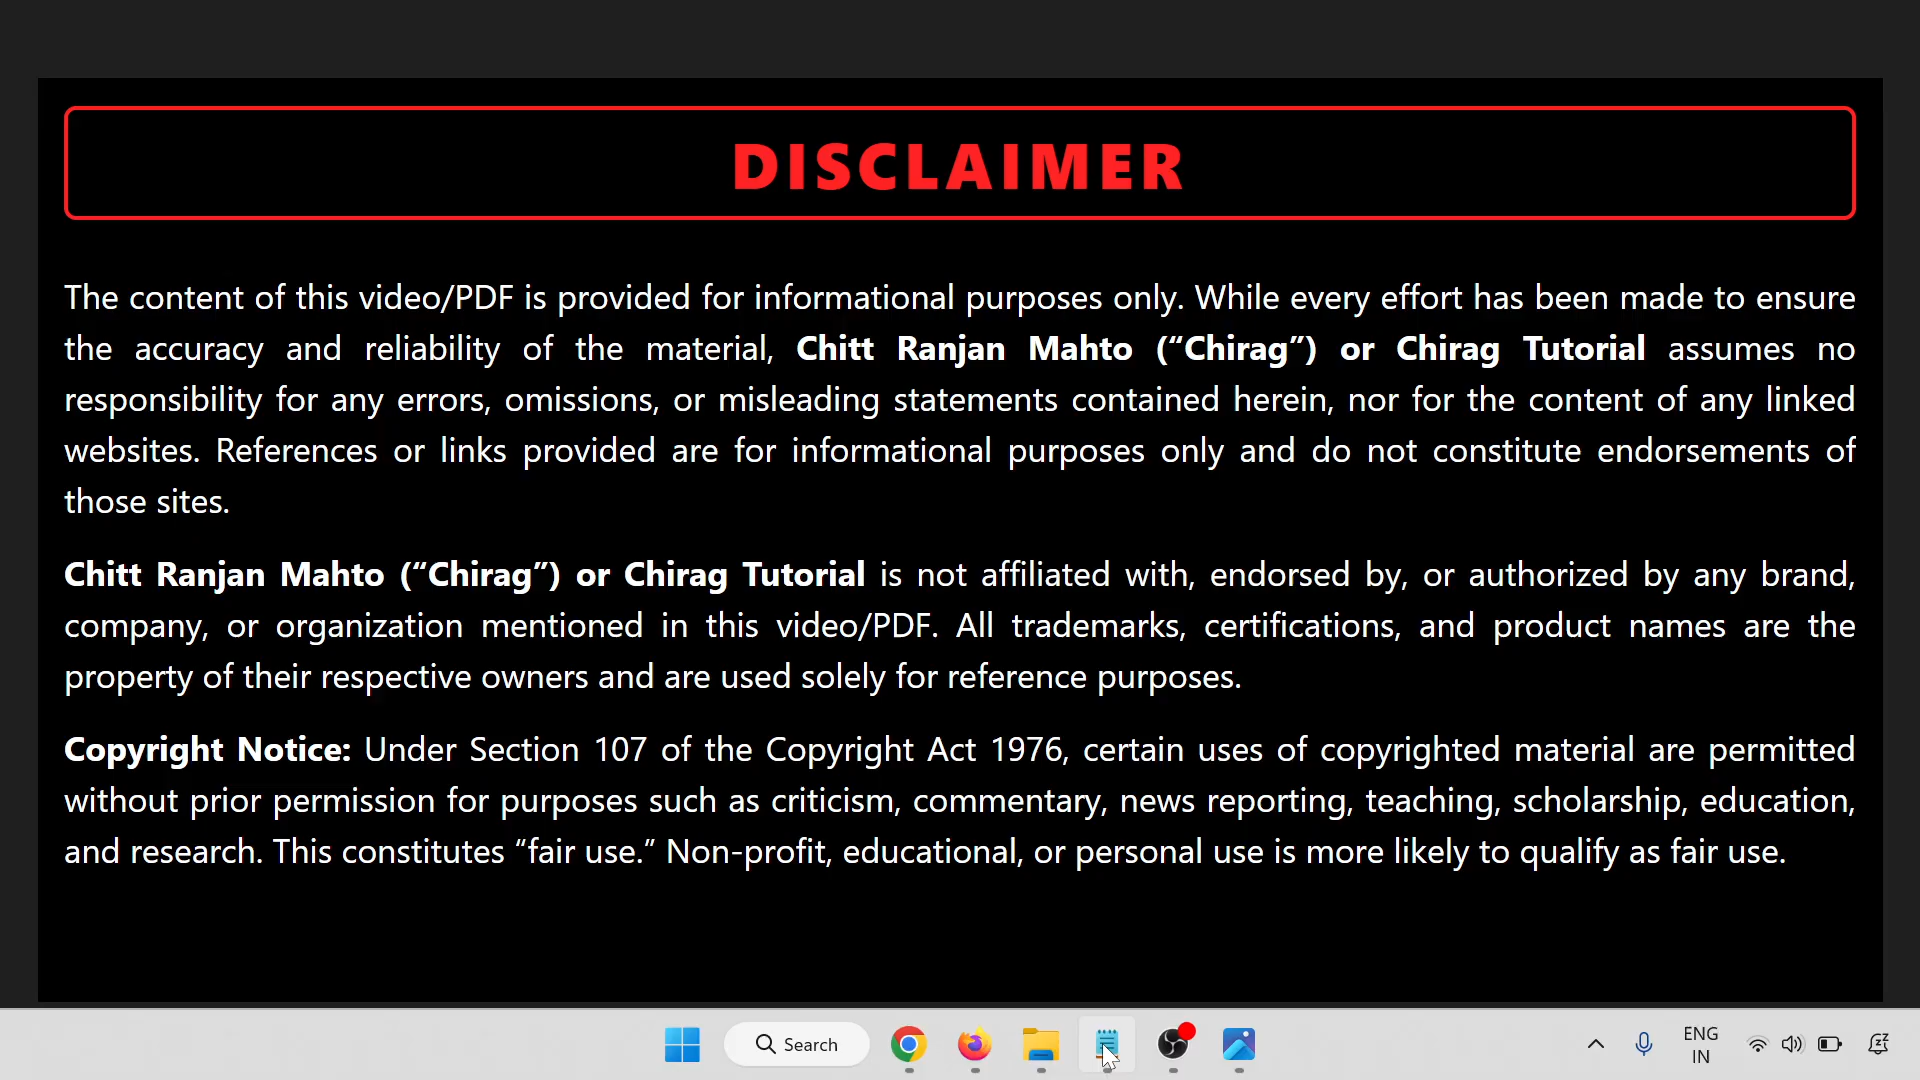 DISCLAIMER
The content of this video/PDF is provided for informational purposes only. While every effort has been made to ensure
the accuracy and reliability of the material, Chitt Ranjan Mahto (“Chirag”) or Chirag Tutorial assumes no
responsibility for any errors, omissions, or misleading statements contained herein, nor for the content of any linked
websites. References or links provided are for informational purposes only and do not constitute endorsements of
those sites.
Chitt Ranjan Mahto (“Chirag”) or Chirag Tutorial is not affiliated with, endorsed by, or authorized by any brand,
company, or organization mentioned in this video/PDF. All trademarks, certifications, and product names are the
property of their respective owners and are used solely for reference purposes.
Copyright Notice: Under Section 107 of the Copyright Act 1976, certain uses of copyrighted material are permitted
without prior permission for purposes such as criticism, commentary, news reporting, teaching, scholarship, education,
and research. This constitutes “fair use.” Non-profit, educational, or personal use is more likely to qualify as fair use.
Search
ENG
IN